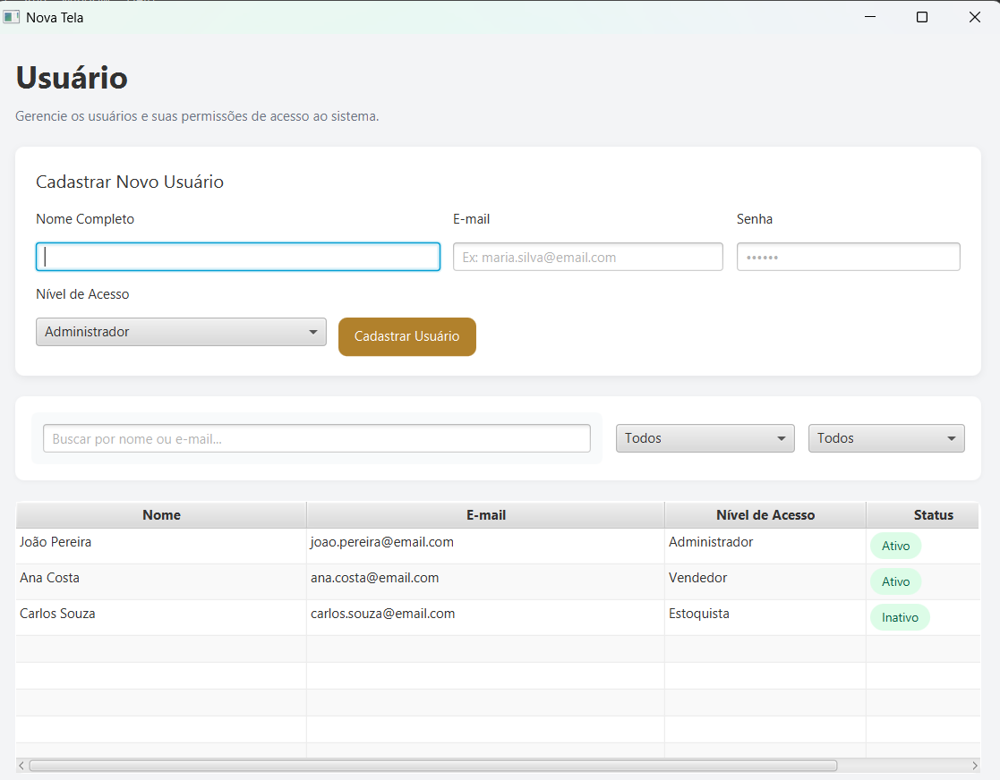 Nova Tela
Usuário
Gerencie os usuários e suas permissões de acesso ao sistema.
Cadastrar Novo Usuário
Nome Completo E-mail Senha
Ex: maria.silva@email.com ••••••
Nível de Acesso
Administrador Cadastrar Usuário
Buscar por nome ou e-mail... Todos Todos
Nome E-mail Nível de Acesso Status
João Pereira joao.pereira@email.com Administrador Ativo
Ana Costa ana.costa@email.com Vendedor Ativo
Carlos Souza carlos.souza@email.com Estoquista Inativo